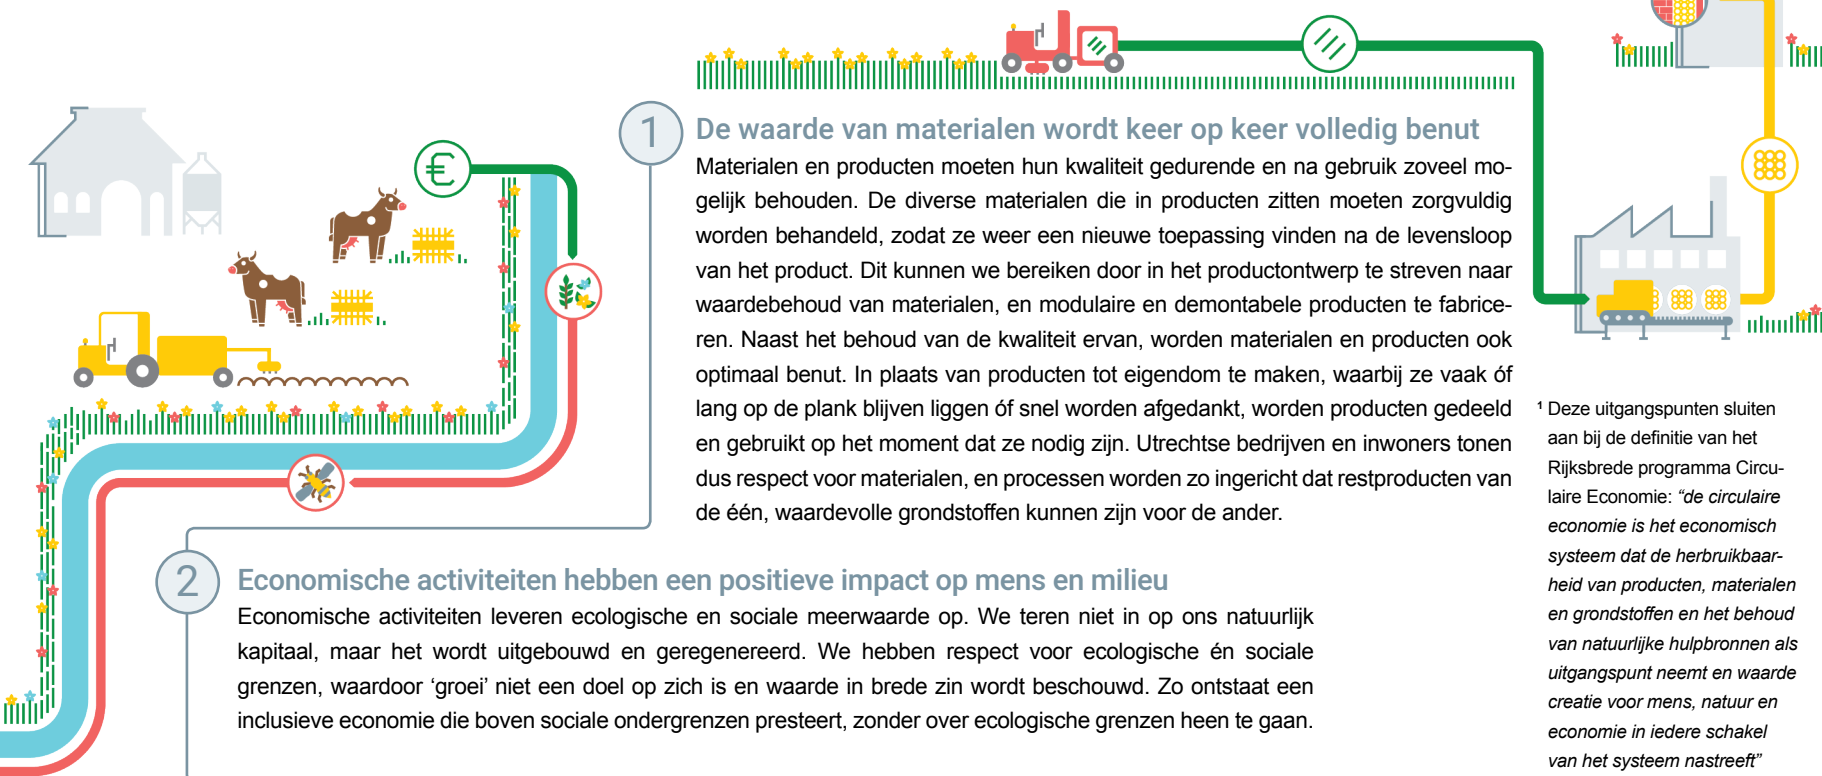 1
De waarde van materialen wordt keer op keer volledig benut
Materialen en producten moeten hun kwaliteit gedurende en na gebruik zoveel mo-
gelijk behouden. De diverse materialen die in producten zitten moeten zorgvuldig
worden behandeld, zodat ze weer een nieuwe toepassing vinden na de levensloop
van het product. Dit kunnen we bereiken door in het productontwerp te streven naar
waardebehoud van materialen, en modulaire en demontabele producten te fabrice-
ren. Naast het behoud van de kwaliteit ervan, worden materialen en producten ook
optimaal benut. In plaats van producten tot eigendom te maken, waarbij ze vaak óf
lang op de plank blijven liggen óf snel worden afgedankt, worden producten gedeeld
en gebruikt op het moment dat ze nodig zijn. Utrechtse bedrijven en inwoners tonen
dus respect voor materialen, en processen worden zo ingericht dat restproducten van
de één, waardevolle grondstoffen kunnen zijn voor de ander.
2
Economische activiteiten hebben een positieve impact op mens en milieu
Economische activiteiten leveren ecologische en sociale meerwaarde op. We teren niet in op ons natuurlijk
kapitaal, maar het wordt uitgebouwd en geregenereerd. We hebben respect voor ecologische én sociale
grenzen, waardoor ‘groei’ niet een doel op zich is en waarde in brede zin wordt beschouwd. Zo ontstaat een
inclusieve economie die boven sociale ondergrenzen presteert, zonder over ecologische grenzen heen te gaan.
¹ Deze uitgangspunten sluiten
aan bij de definitie van het
Rijksbrede programma Circu-
laire Economie: “de circulaire
economie is het economisch
systeem dat de herbruikbaar-
heid van producten, materialen
en grondstoffen en het behoud
van natuurlijke hulpbronnen als
uitgangspunt neemt en waarde
creatie voor mens, natuur en
economie in iedere schakel
van het systeem nastreeft”
€